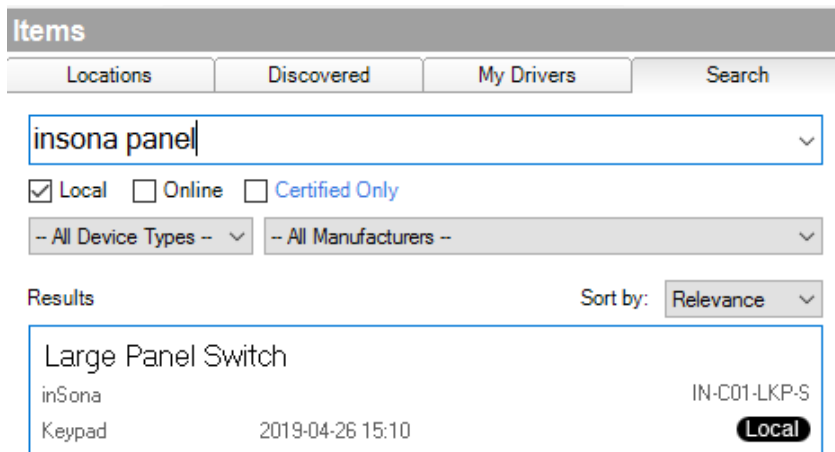 Items
Locations Discovered My Drivers Search
insona panel
Local Online Certified Only
-- All Device Types -- -- All Manufacturers --
Results Sort by: Relevance
Large Panel Switch
inSona IN-C01-LKP-S
Keypad 2019-04-26 15:10 Local